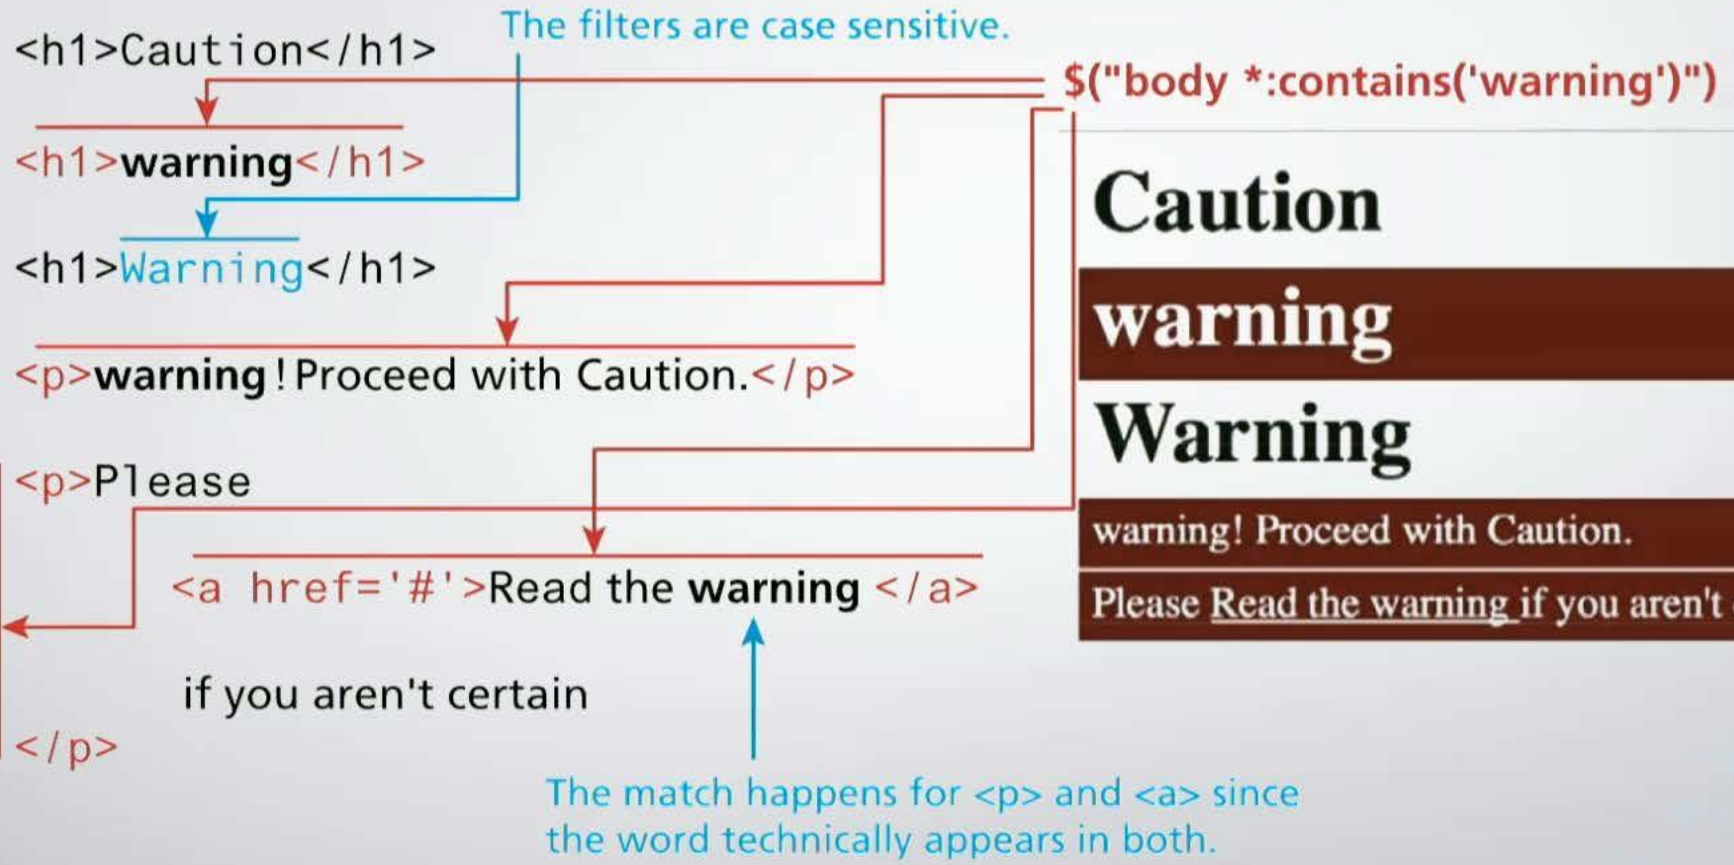 The filters are case sensitive.
<h1>Caution</h1>
$("body *:contains('warning')")
<h1>warning</h1>
<h1>Warning</h1>
<p>warning!Proceed with Caution.</p>
<p>Please
<a href='#'>Read the warning </a>
if you aren't certain
</p>
The match happens for <p> and <a> since
the word technically appears in both.
Caution
warning
Warning
warning! Proceed with Caution.
Please Read the warning if you aren't